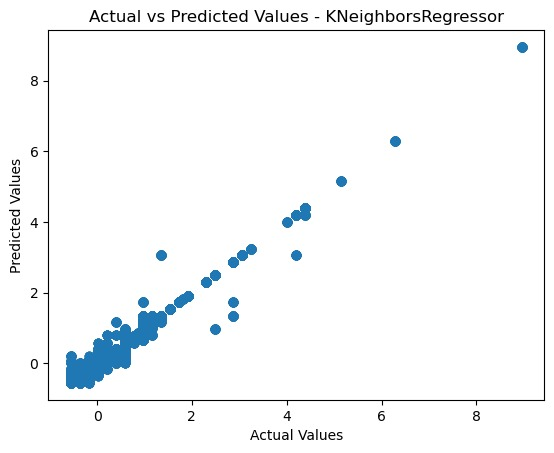 Actual vs Predicted Values - KNeighborsRegressor
8
6
4
2
0
Predicted Values
0 2 4 6 8
Actual Values